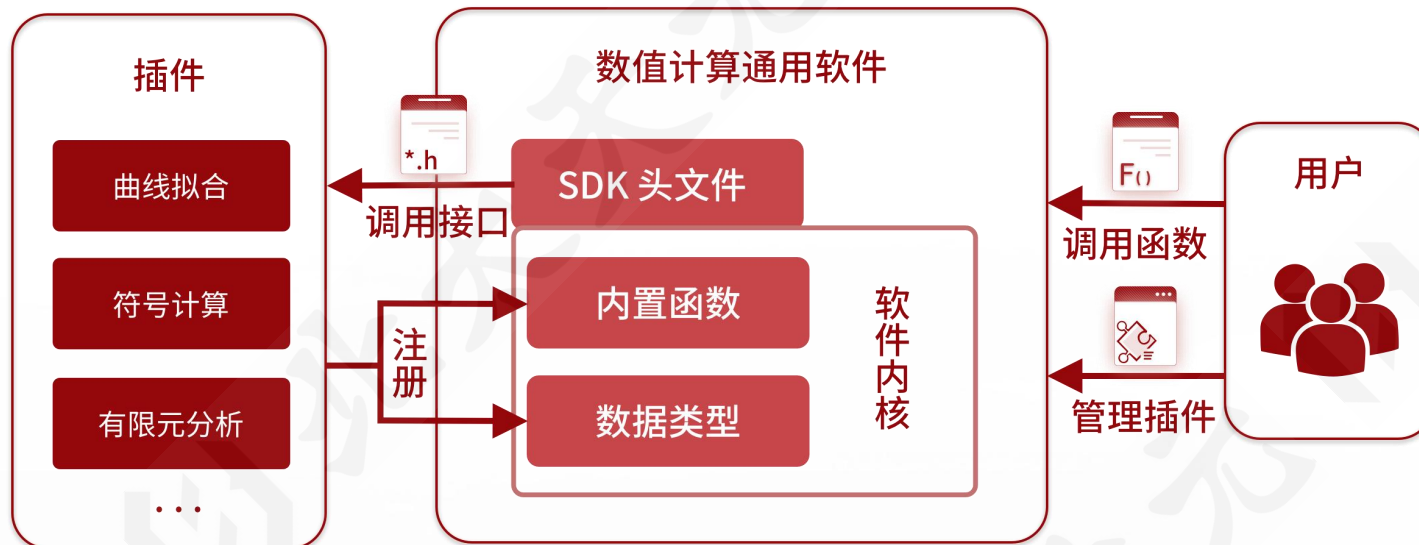 插件
曲线拟合
符号计算
有限元分析
...
数值计算通用软件
*.h
SDK 头文件
调用接口
内置函数
数据类型
注册
软件内核
F()
调用函数
管理插件
用户